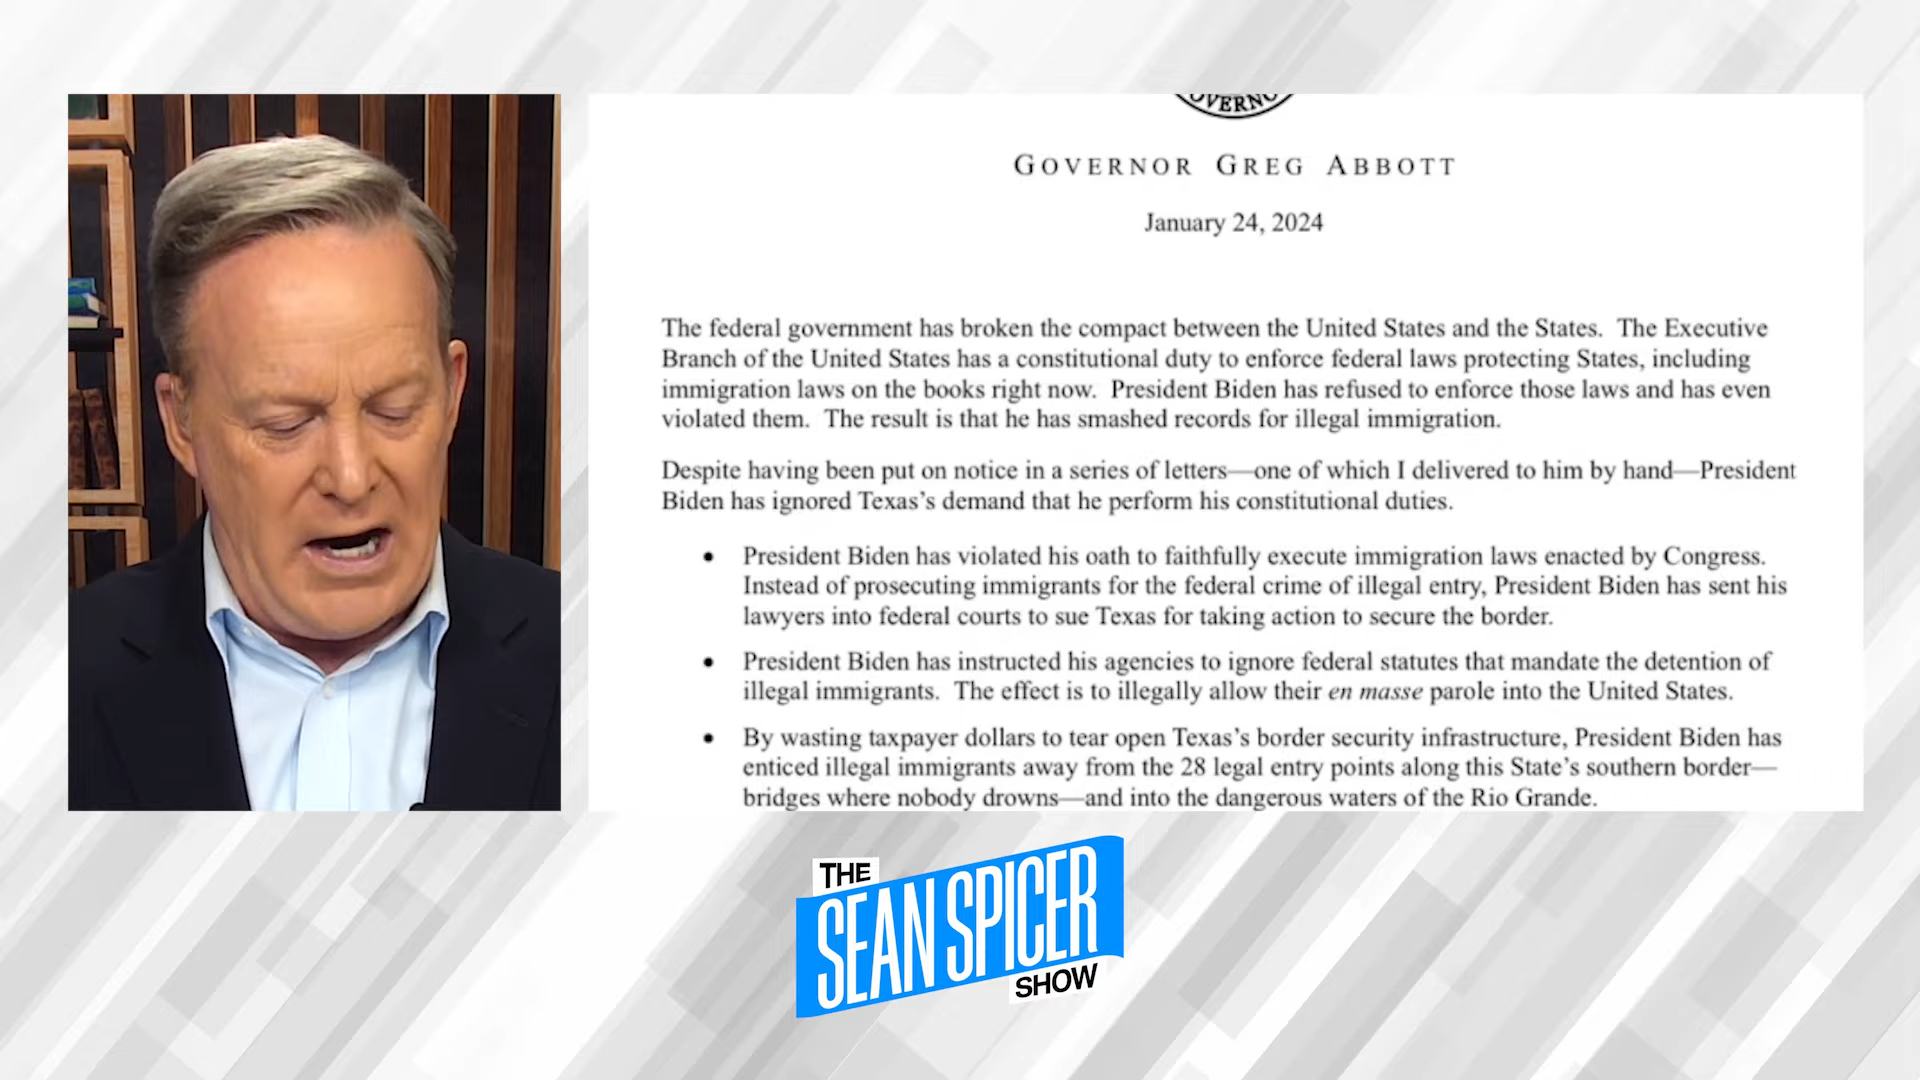 OVERNO
GOVERNOR GREG ABBOTT
January 24, 2024
The federal government has broken the compact between the United States and the States. The Executive
Branch of the United States has a constitutional duty to enforce federal laws protecting States, including
immigration laws on the books right now. President Biden has refused to enforce those laws and has even
violated them. The result is that he has smashed records for illegal immigration.
Despite having been put on notice in a series of letters—one of which I delivered to him by hand—President
Biden has ignored Texas’s demand that he perform his constitutional duties.
• President Biden has violated his oath to faithfully execute immigration laws enacted by Congress.
Instead of prosecuting immigrants for the federal crime of illegal entry, President Biden has sent his
lawyers into federal courts to sue Texas for taking action to secure the border.
• President Biden has instructed his agencies to ignore federal statutes that mandate the detention of
illegal immigrants. The effect is to illegally allow their en masse parole into the United States.
• By wasting taxpayer dollars to tear open Texas’s border security infrastructure, President Biden has
enticed illegal immigrants away from the 28 legal entry points along this State’s southern border—
bridges where nobody drowns—and into the dangerous waters of the Rio Grande.
THE
SEAN SPICER
SHOW